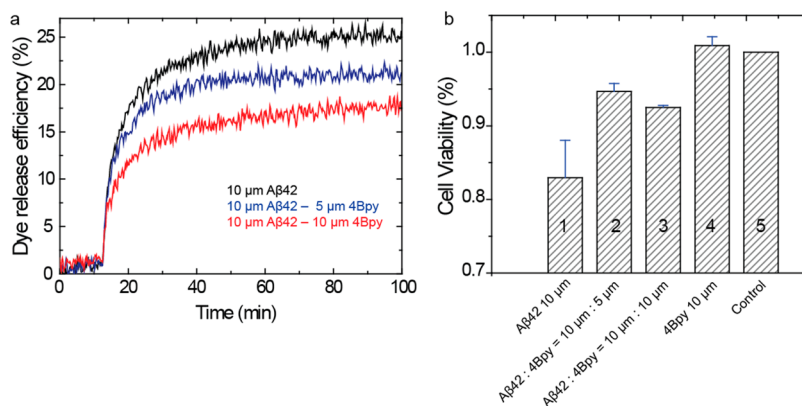 a
Dye release efficiency (%)
25
20
15
10
5
0
10 µm Aβ42
10 µm Aβ42 – 5 µm 4Bpy
10 µm Aβ42 – 10 µm 4Bpy
0 20 40 60 80 100
Time (min)
b
Cell Viability (%)
1.0
0.9
0.8
0.7
1 2 3 4 5
Aβ42 10 µm
Aβ42 : 4Bpy = 10 µm : 5 µm
Aβ42 : 4Bpy = 10 µm : 10 µm
4Bpy 10 µm
Control